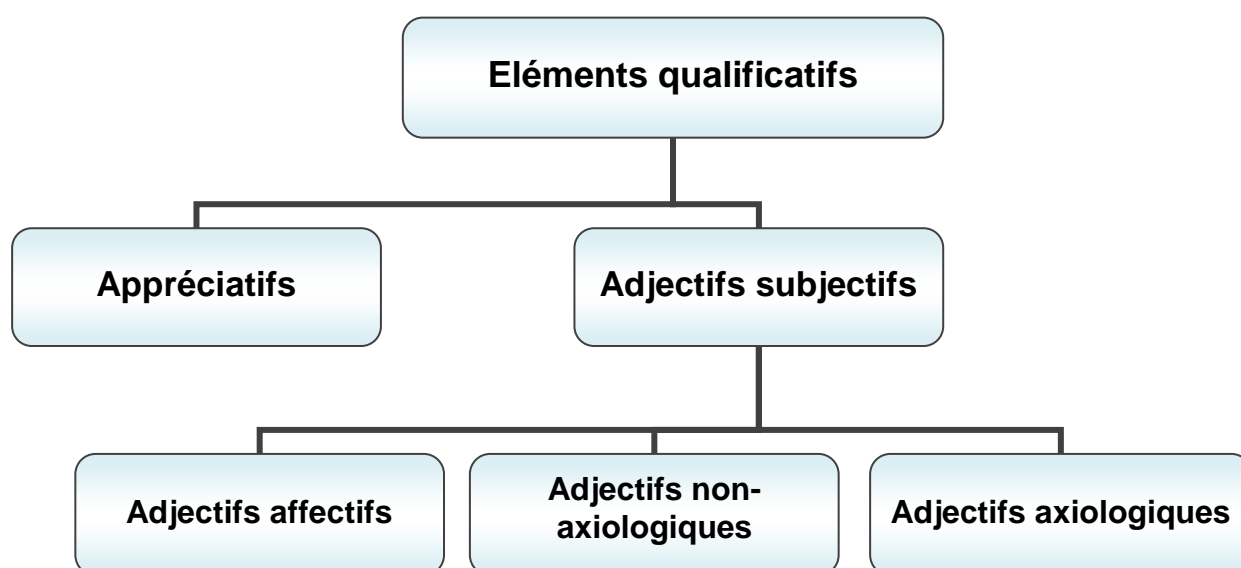 Eléments qualificatifs
Appréciatifs
Adjectifs subjectifs
Adjectifs affectifs
Adjectifs non-
axiologiques
Adjectifs axiologiques